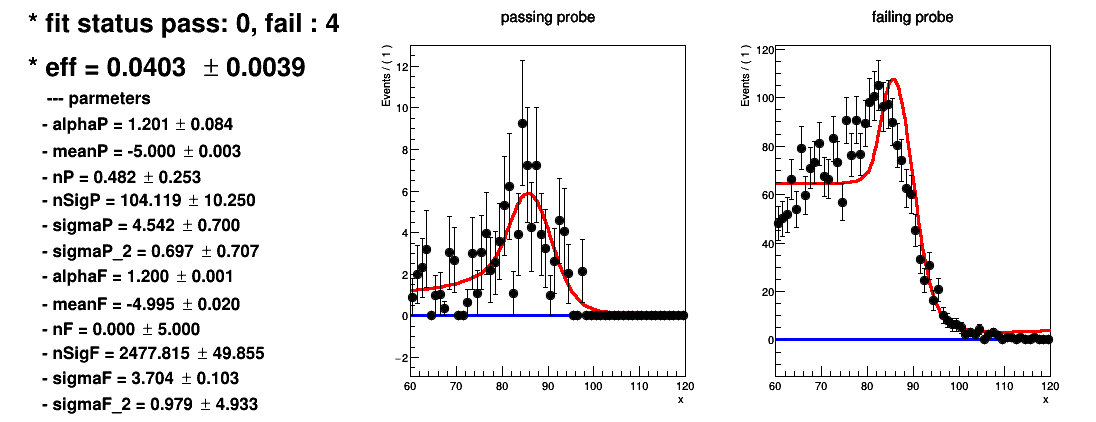 * fit status pass: 0, fail : 4
* eff = 0.0403 ± 0.0039
--- parmeters
- alphaP = 1.201 ± 0.084
- meanP = -5.000 ± 0.003
- nP = 0.482 ± 0.253
- nSigP = 104.119 ± 10.250
- sigmaP = 4.542 ± 0.700
- sigmaP_2 = 0.697 ± 0.707
- alphaF = 1.200 ± 0.001
- meanF = -4.995 ± 0.020
- nF = 0.000 ± 5.000
- nSigF = 2477.815 ± 49.855
- sigmaF = 3.704 ± 0.103
- sigmaF_2 = 0.979 ± 4.933
passing probe
Events / ( 1 )
12
10
8
6
4
2
0
−2
60 70 80 90 100 110 120
x
failing probe
Events / ( 1 )
120
100
80
60
40
20
0
60 70 80 90 100 110 120
x